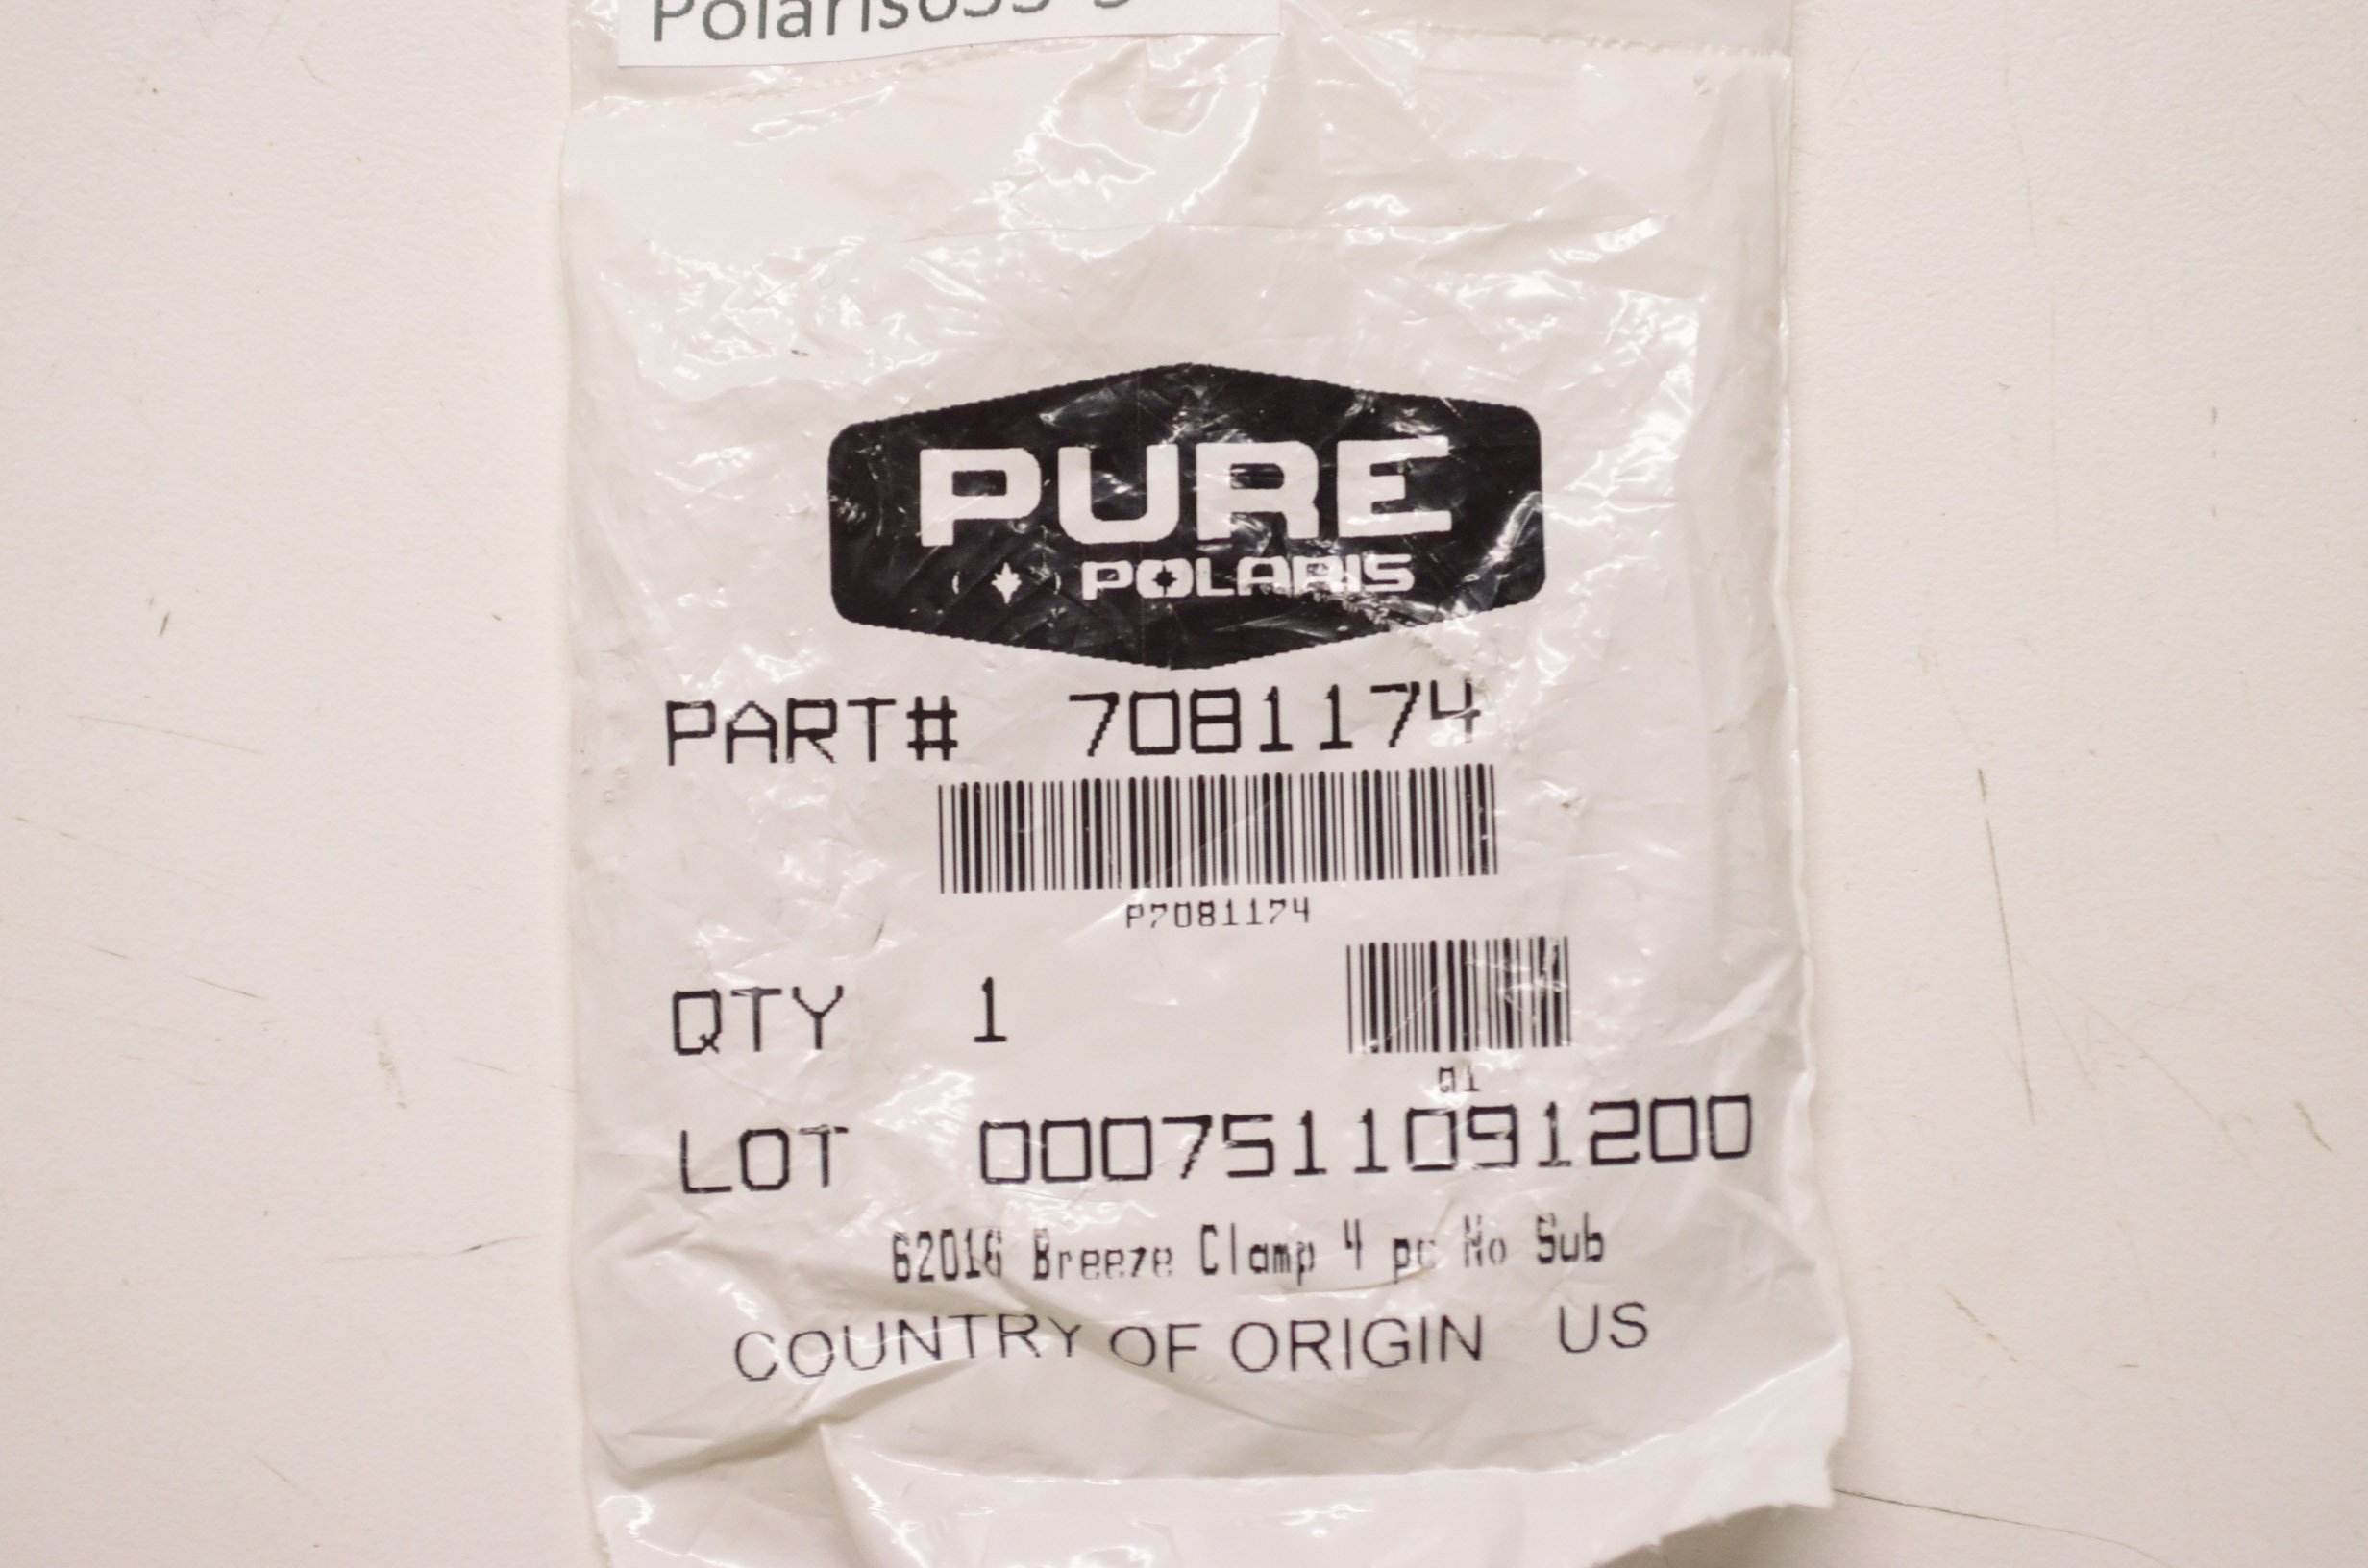 PURE
POLARIS
PART# 7081174
P7081174
QTY 1
Q1
LOT 0007511091200
62016 Breeze Clamp 4 pc No Sub
COUNTRY OF ORIGIN US